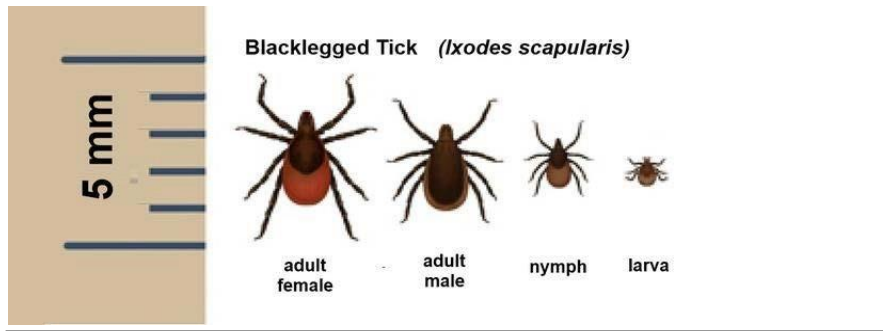 Blacklegged Tick (Ixodes scapularis)
5 mm
adult
female
adult
male
nymph
larva